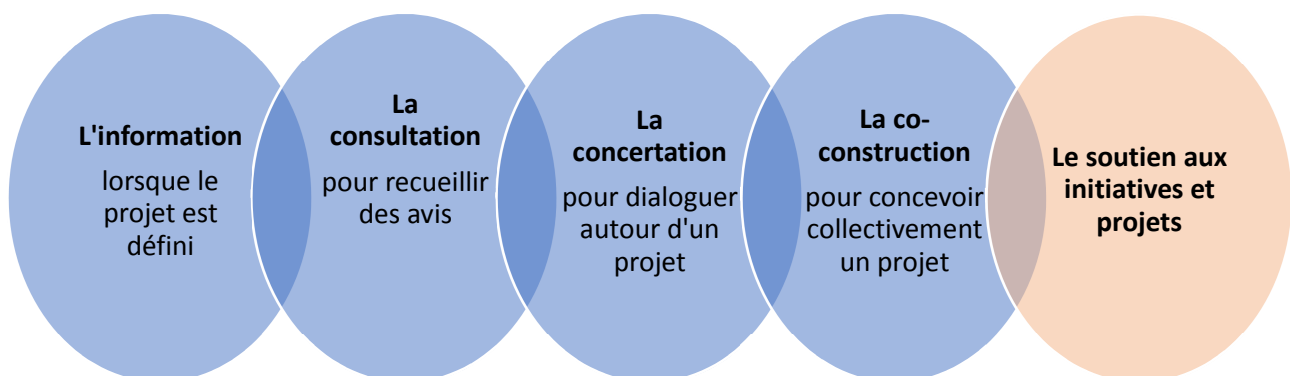 L'information
lorsque le
projet est
défini
La
consultation
pour recueillir
des avis
La
concertation
pour dialoguer
autour d'un
projet
La co-
construction
pour concevoir
collectivement
un projet
Le soutien aux
initiatives et
projets